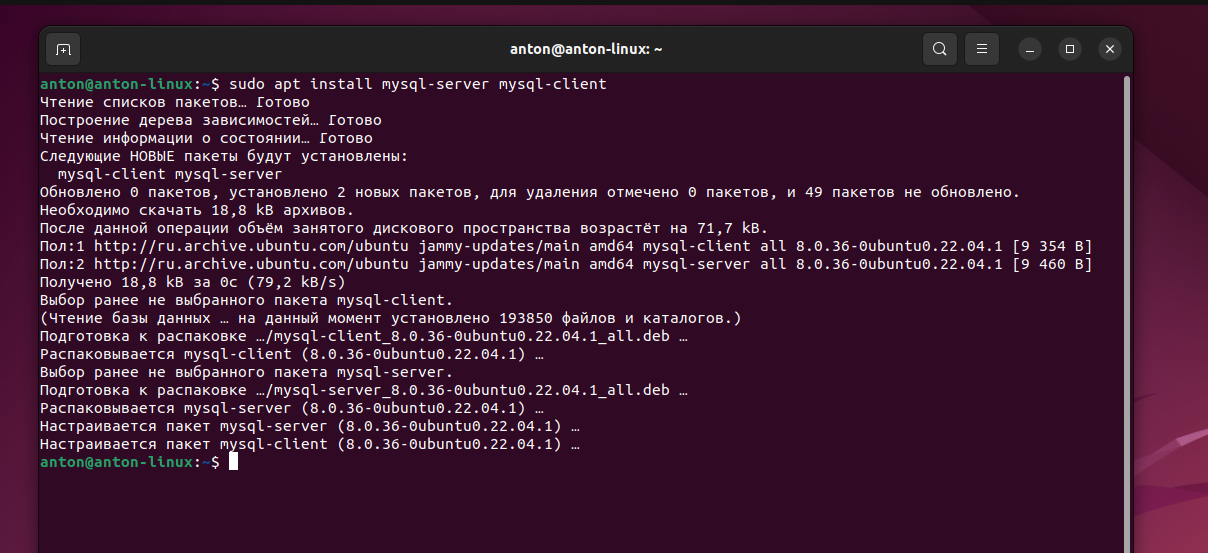 anton@anton-linux: ~
anton@anton-linux:~$ sudo apt install mysql-server mysql-client
Чтение списков пакетов… Готово
Построение дерева зависимостей… Готово
Чтение информации о состоянии… Готово
Следующие НОВЫЕ пакеты будут установлены:
  mysql-client mysql-server
Обновлено 0 пакетов, установлено 2 новых пакетов, для удаления отмечено 0 пакетов, и 49 пакетов не обновлено.
Необходимо скачать 18,8 kB архивов.
После данной операции объём занятого дискового пространства возрастёт на 71,7 kB.
Пол:1 http://ru.archive.ubuntu.com/ubuntu jammy-updates/main amd64 mysql-client all 8.0.36-0ubuntu0.22.04.1 [9 354 B]
Пол:2 http://ru.archive.ubuntu.com/ubuntu jammy-updates/main amd64 mysql-server all 8.0.36-0ubuntu0.22.04.1 [9 460 B]
Получено 18,8 kB за 0с (79,2 kB/s)
Выбор ранее не выбранного пакета mysql-client.
(Чтение базы данных … на данный момент установлено 193850 файлов и каталогов.)
Подготовка к распаковке …/mysql-client_8.0.36-0ubuntu0.22.04.1_all.deb …
Распаковывается mysql-client (8.0.36-0ubuntu0.22.04.1) …
Выбор ранее не выбранного пакета mysql-server.
Подготовка к распаковке …/mysql-server_8.0.36-0ubuntu0.22.04.1_all.deb …
Распаковывается mysql-server (8.0.36-0ubuntu0.22.04.1) …
Настраивается пакет mysql-server (8.0.36-0ubuntu0.22.04.1) …
Настраивается пакет mysql-client (8.0.36-0ubuntu0.22.04.1) …
anton@anton-linux:~$